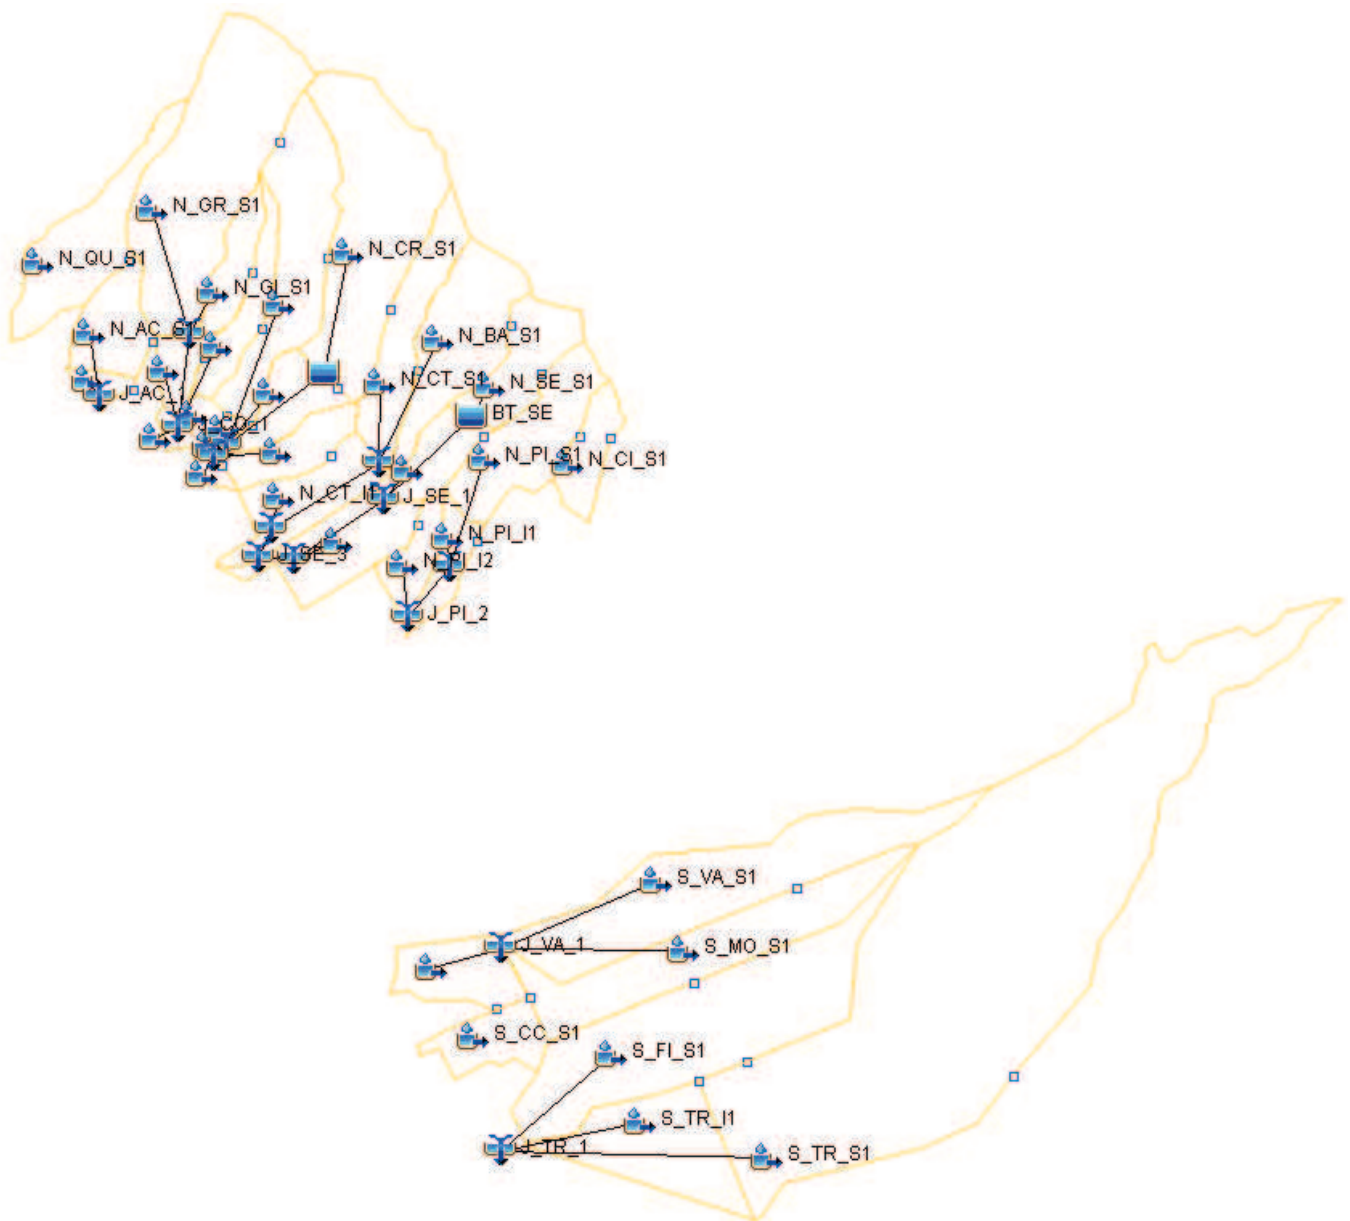 N_GR_S1
N_QU_S1
N_CR_S1
N_GI_S1
N_AC_S1
N_BA_S1
N_CT_S1
N_SE_S1
J_AC_1
BT_SE
N_PI_S1
N_CI_S1
N_CT_I1
J_SE_1
N_PI_I1
J_SE_3
N_PI_I2
J_PI_2
S_VA_S1
J_VA_1
S_MO_S1
S_CC_S1
S_FI_S1
S_TR_I1
J_TR_1
S_TR_S1